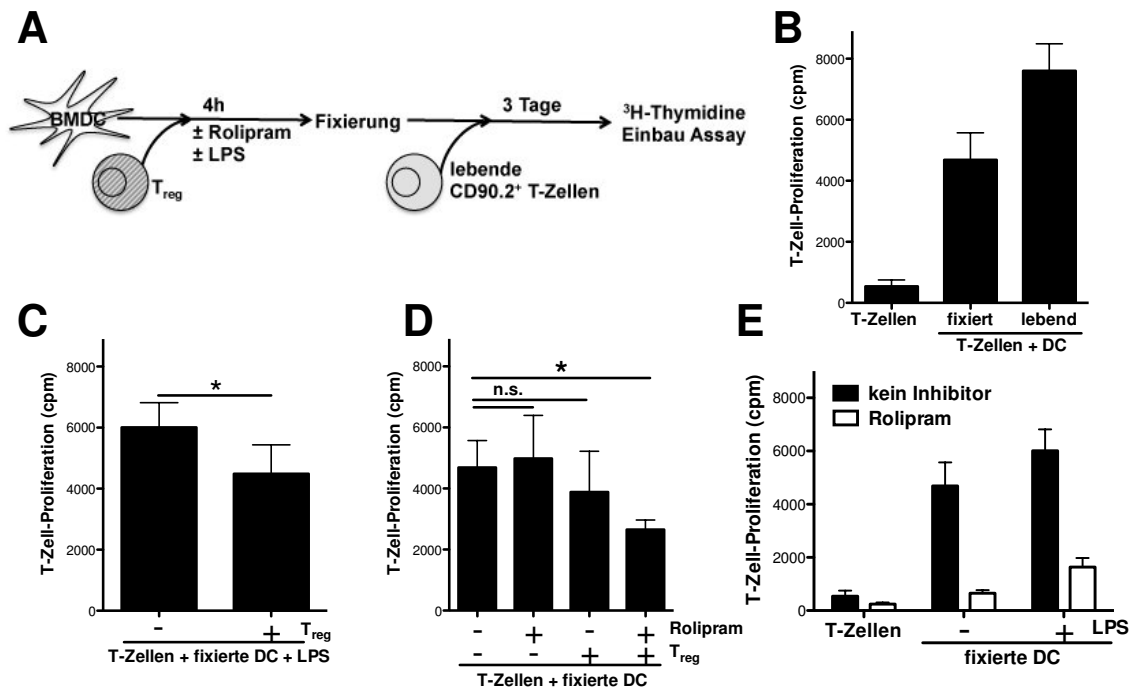 A
BMDC
T reg
4h
± Rolipram
± LPS
Fixierung
lebende
CD90.2⁺ T-Zellen
3 Tage
³H-Thymidine
Einbau Assay
B
T-Zell-Proliferation (cpm)
8000
6000
4000
2000
0
T-Zellen
fixiert
lebend
T-Zellen + DC
C
T-Zell-Proliferation (cpm)
8000
6000
4000
2000
0
*
- + T reg
T-Zellen + fixierte DC + LPS
D
T-Zell-Proliferation (cpm)
8000
6000
4000
2000
0
*
n.s.
- + - + Rolipram
- - + + T reg
T-Zellen + fixierte DC
E
T-Zell-Proliferation (cpm)
8000
6000
4000
2000
0
kein Inhibitor
Rolipram
T-Zellen - + LPS
fixierte DC